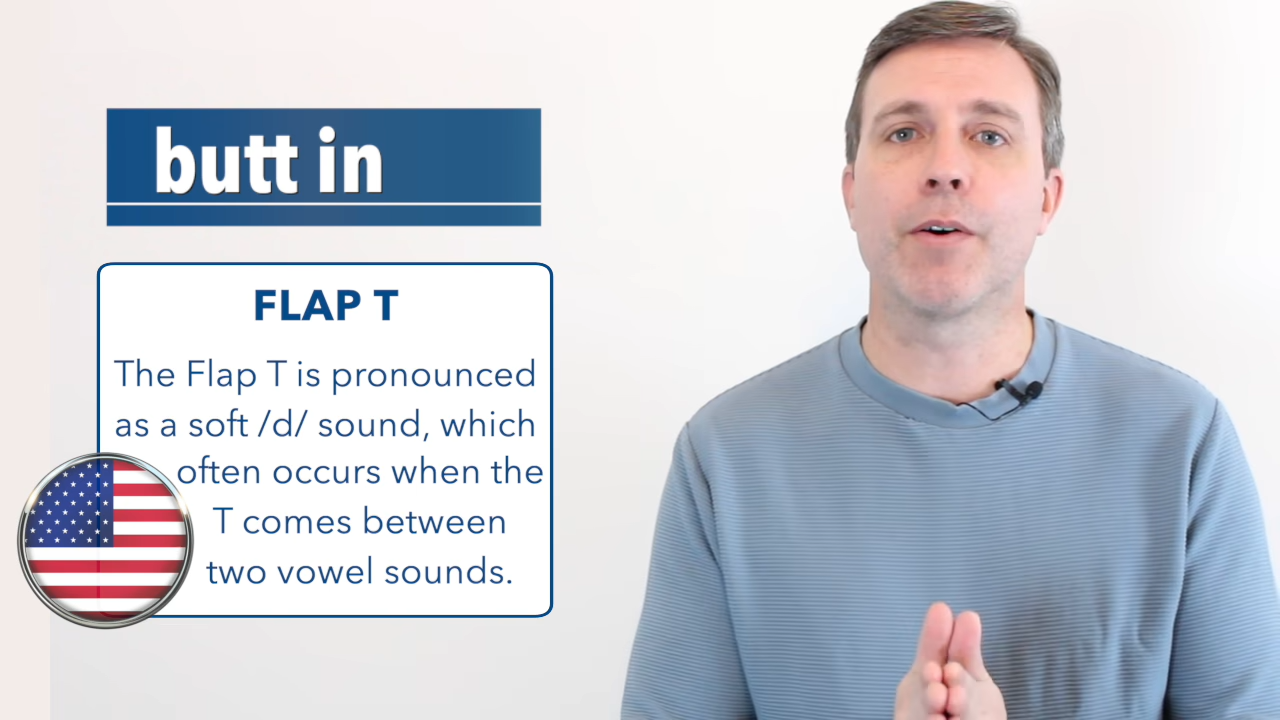 butt in
FLAP T
The Flap T is pronounced
as a soft /d/ sound, which
often occurs when the
T comes between
two vowel sounds.